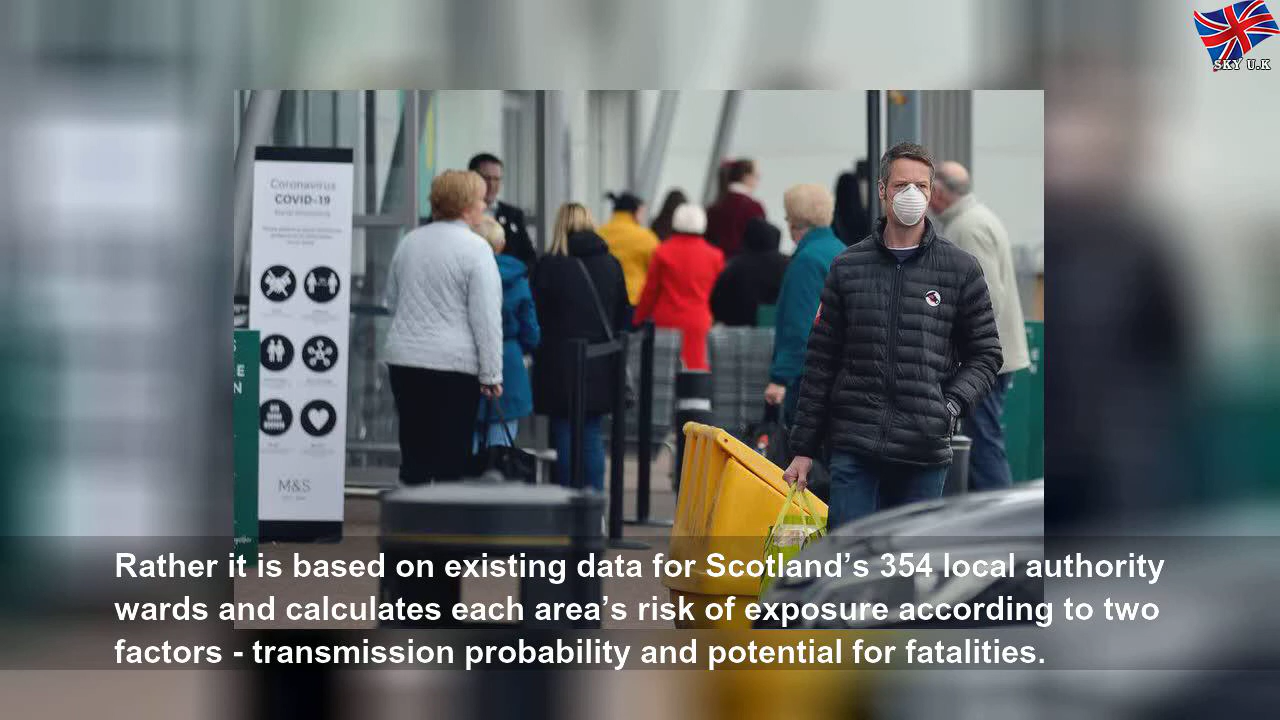 SKY U.K
Coronavirus
COVID-19
M&S
Rather it is based on existing data for Scotland’s 354 local authority
wards and calculates each area’s risk of exposure according to two
factors - transmission probability and potential for fatalities.